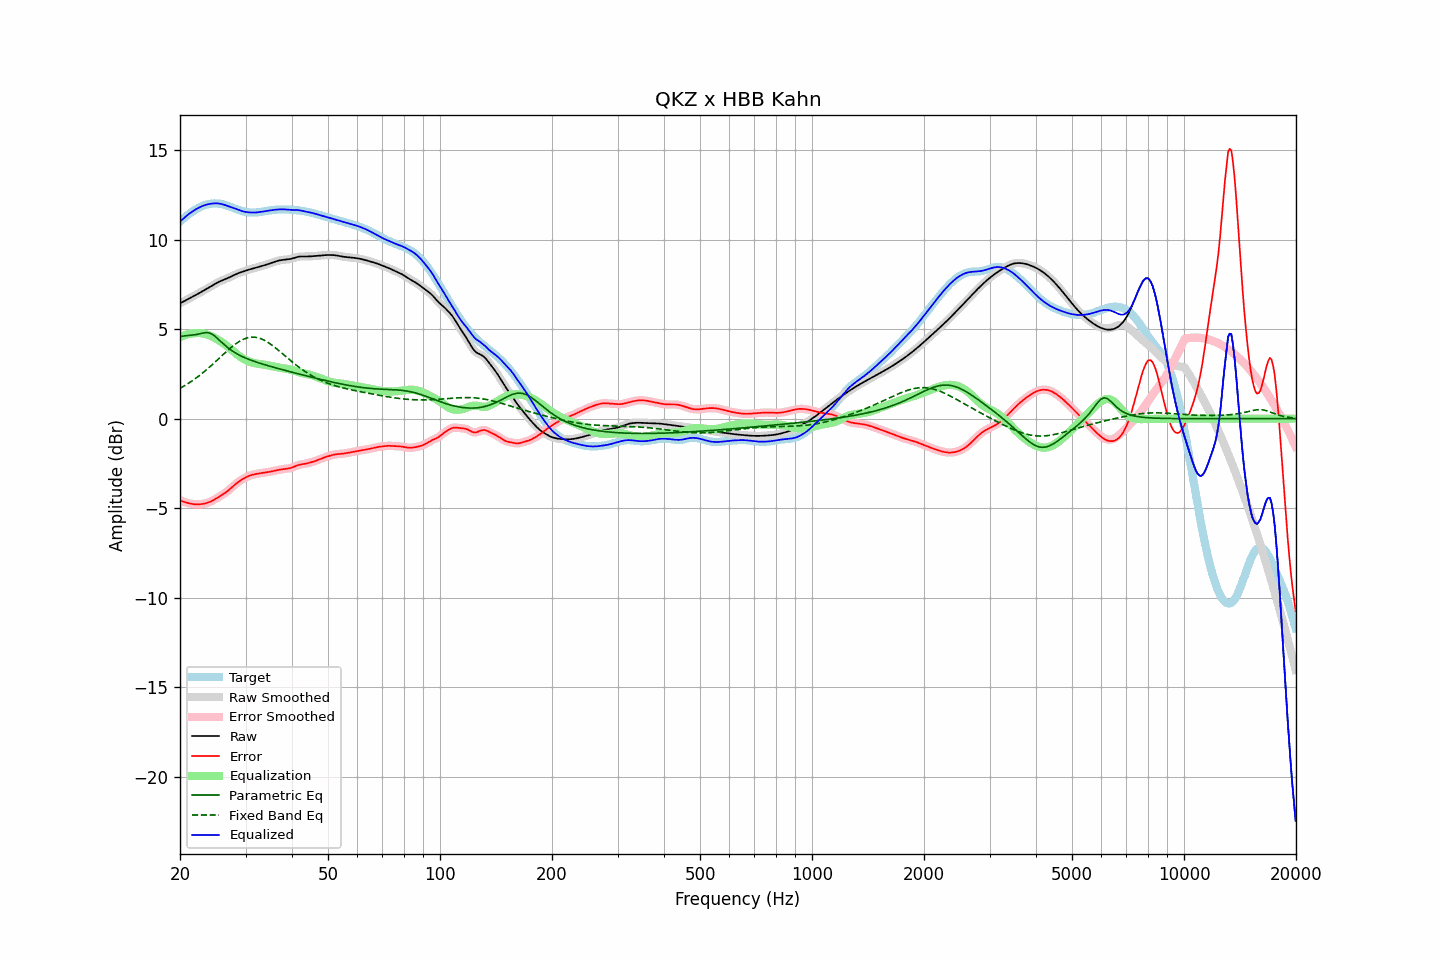 QKZ x HBB Kahn
Amplitude (dBr)
15
10
5
0
−5
−10
−15
−20
Target
Raw Smoothed
Error Smoothed
Raw
Error
Equalization
Parametric Eq
Fixed Band Eq
Equalized
20 50 100 200 500 1000 2000 5000 10000 20000
Frequency (Hz)